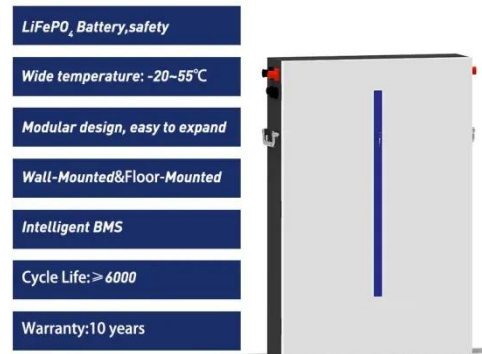 LiFePO₄ Battery,safety
Wide temperature: -20~55℃
Modular design, easy to expand
Wall-Mounted&Floor-Mounted
Intelligent BMS
Cycle Life:≥6000
Warranty:10 years